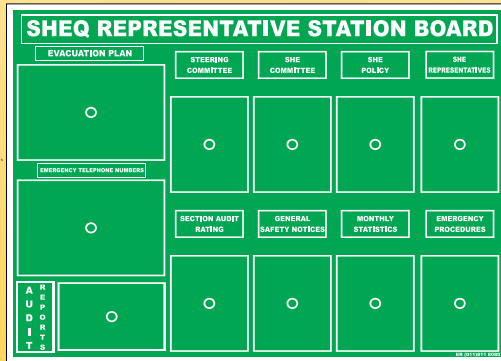 SHEQ REPRESENTATIVE STATION BOARD
EVACUATION PLAN
STEERING
COMMITTEE
SHE
COMMITTEE
SHE
POLICY
SHE
REPRESENTATIVES
EMERGENCY TELEPHONE NUMBERS
SECTION AUDIT
RATING
GENERAL
SAFETY NOTICES
MONTHLY
STATISTICS
EMERGENCY
PROCEDURES
AUDIT
REPORTS